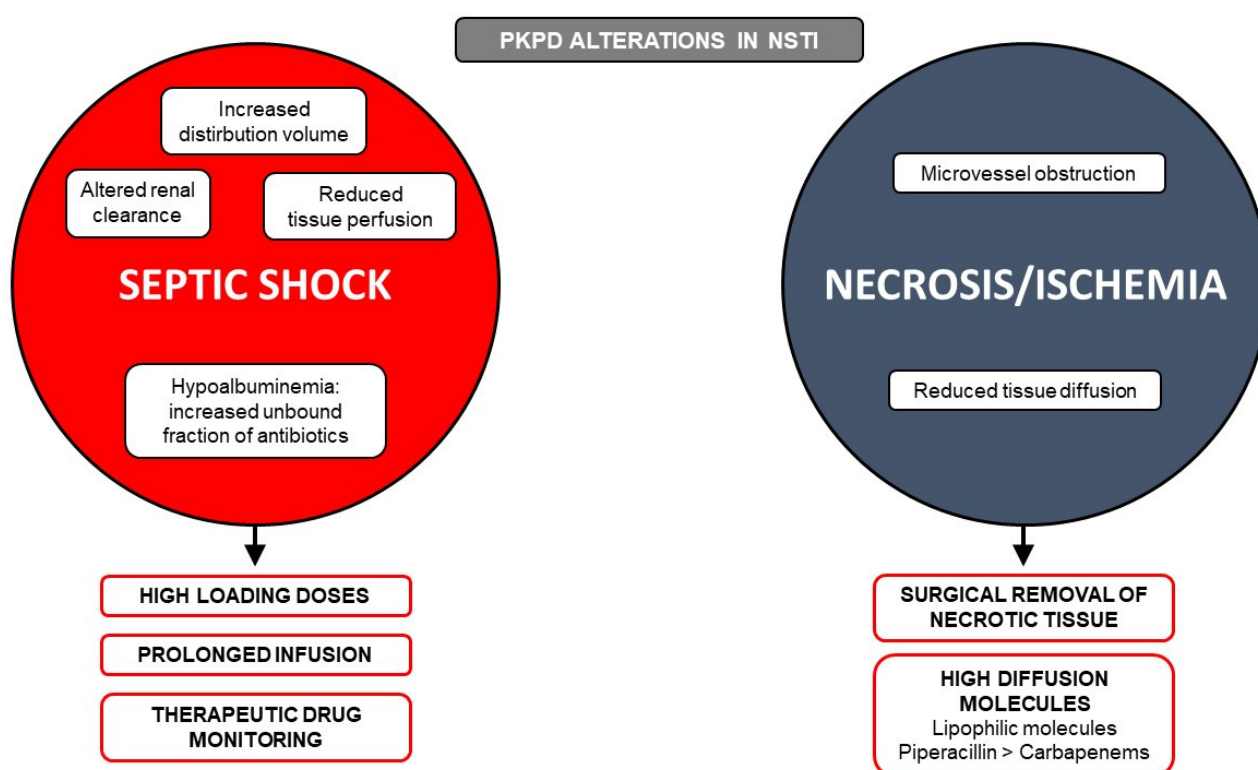 PKPD ALTERATIONS IN NSTI
Increased
distirbution volume
Altered renal
clearance
Reduced
tissue perfusion
SEPTIC SHOCK
Hypoalbuminemia:
increased unbound
fraction of antibiotics
HIGH LOADING DOSES
PROLONGED INFUSION
THERAPEUTIC DRUG
MONITORING
Microvessel obstruction
NECROSIS/ISCHEMIA
Reduced tissue diffusion
SURGICAL REMOVAL OF
NECROTIC TISSUE
HIGH DIFFUSION
MOLECULES
Lipophilic molecules
Piperacillin > Carbapenems